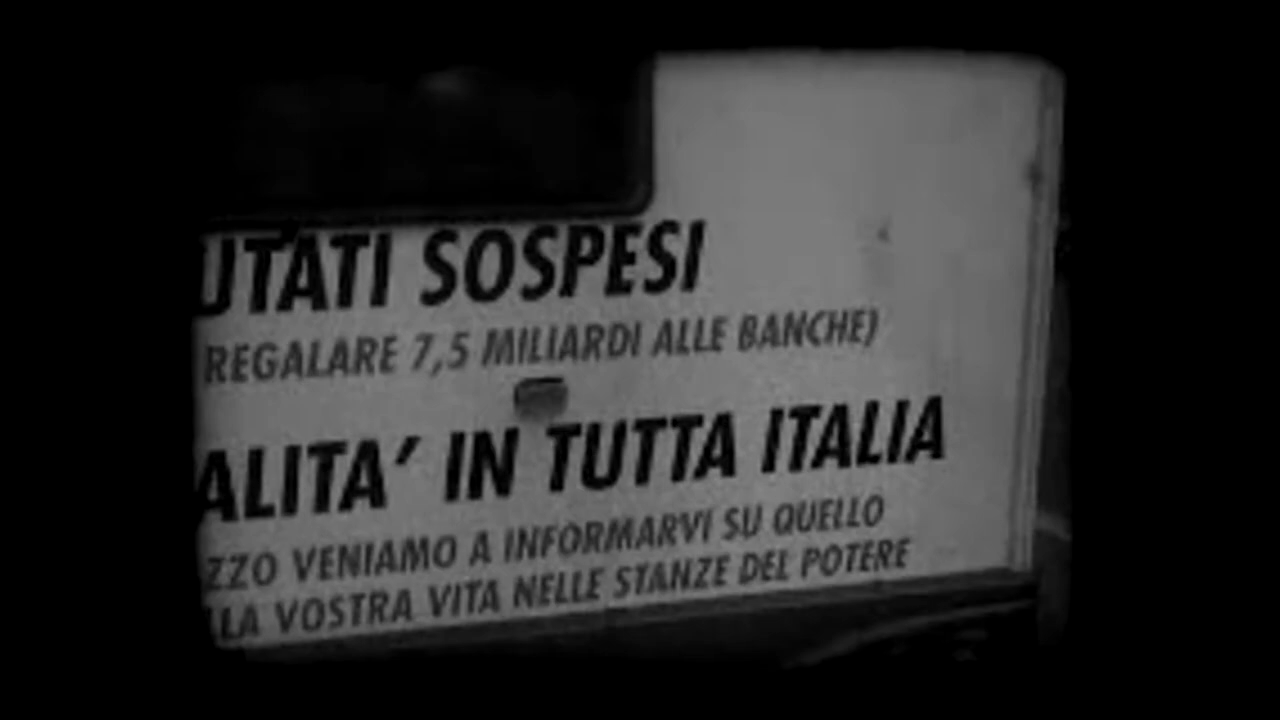 UTATI SOSPESI
REGALARE 7,5 MILIARDI ALLE BANCHE)
ALITA' IN TUTTA ITALIA
ZZO VENIAMO A INFORMARVI SU QUELLO
LLA VOSTRA VITA NELLE STANZE DEL POTERE